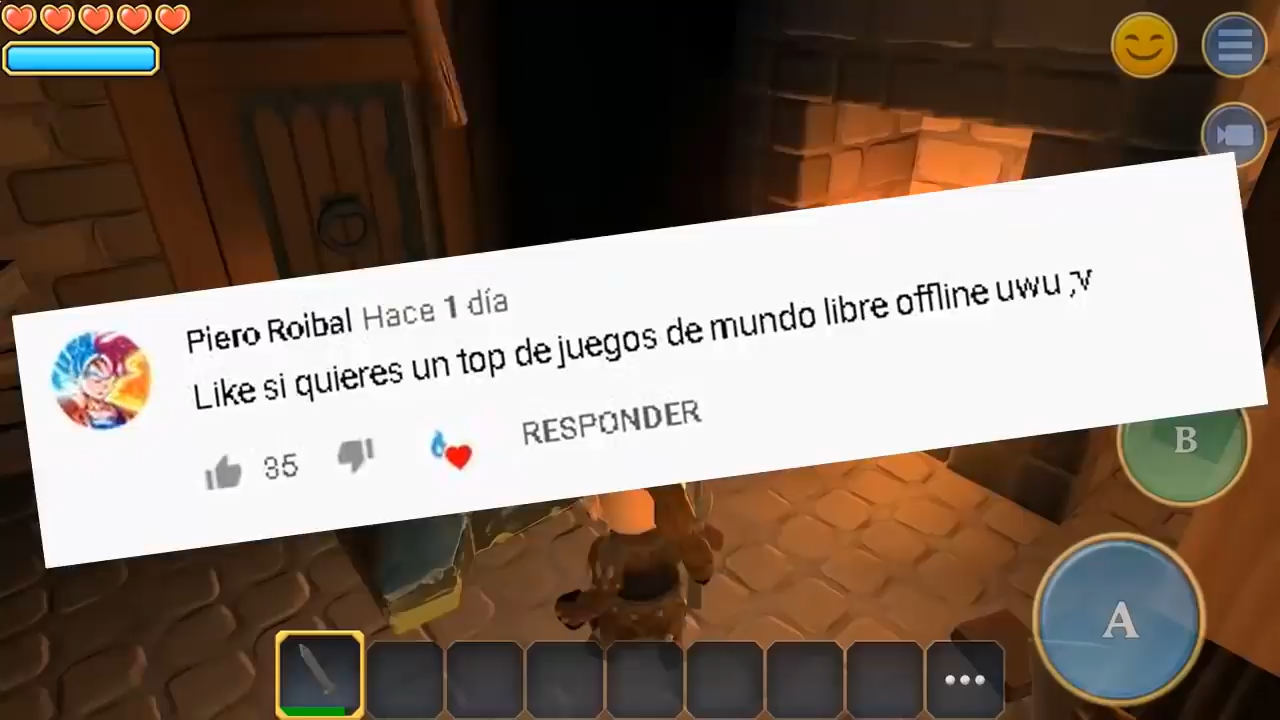 Piero Roibal Hace 1 día
Like si quieres un top de juegos de mundo libre offline uwu ;v
35 RESPONDER
B
A